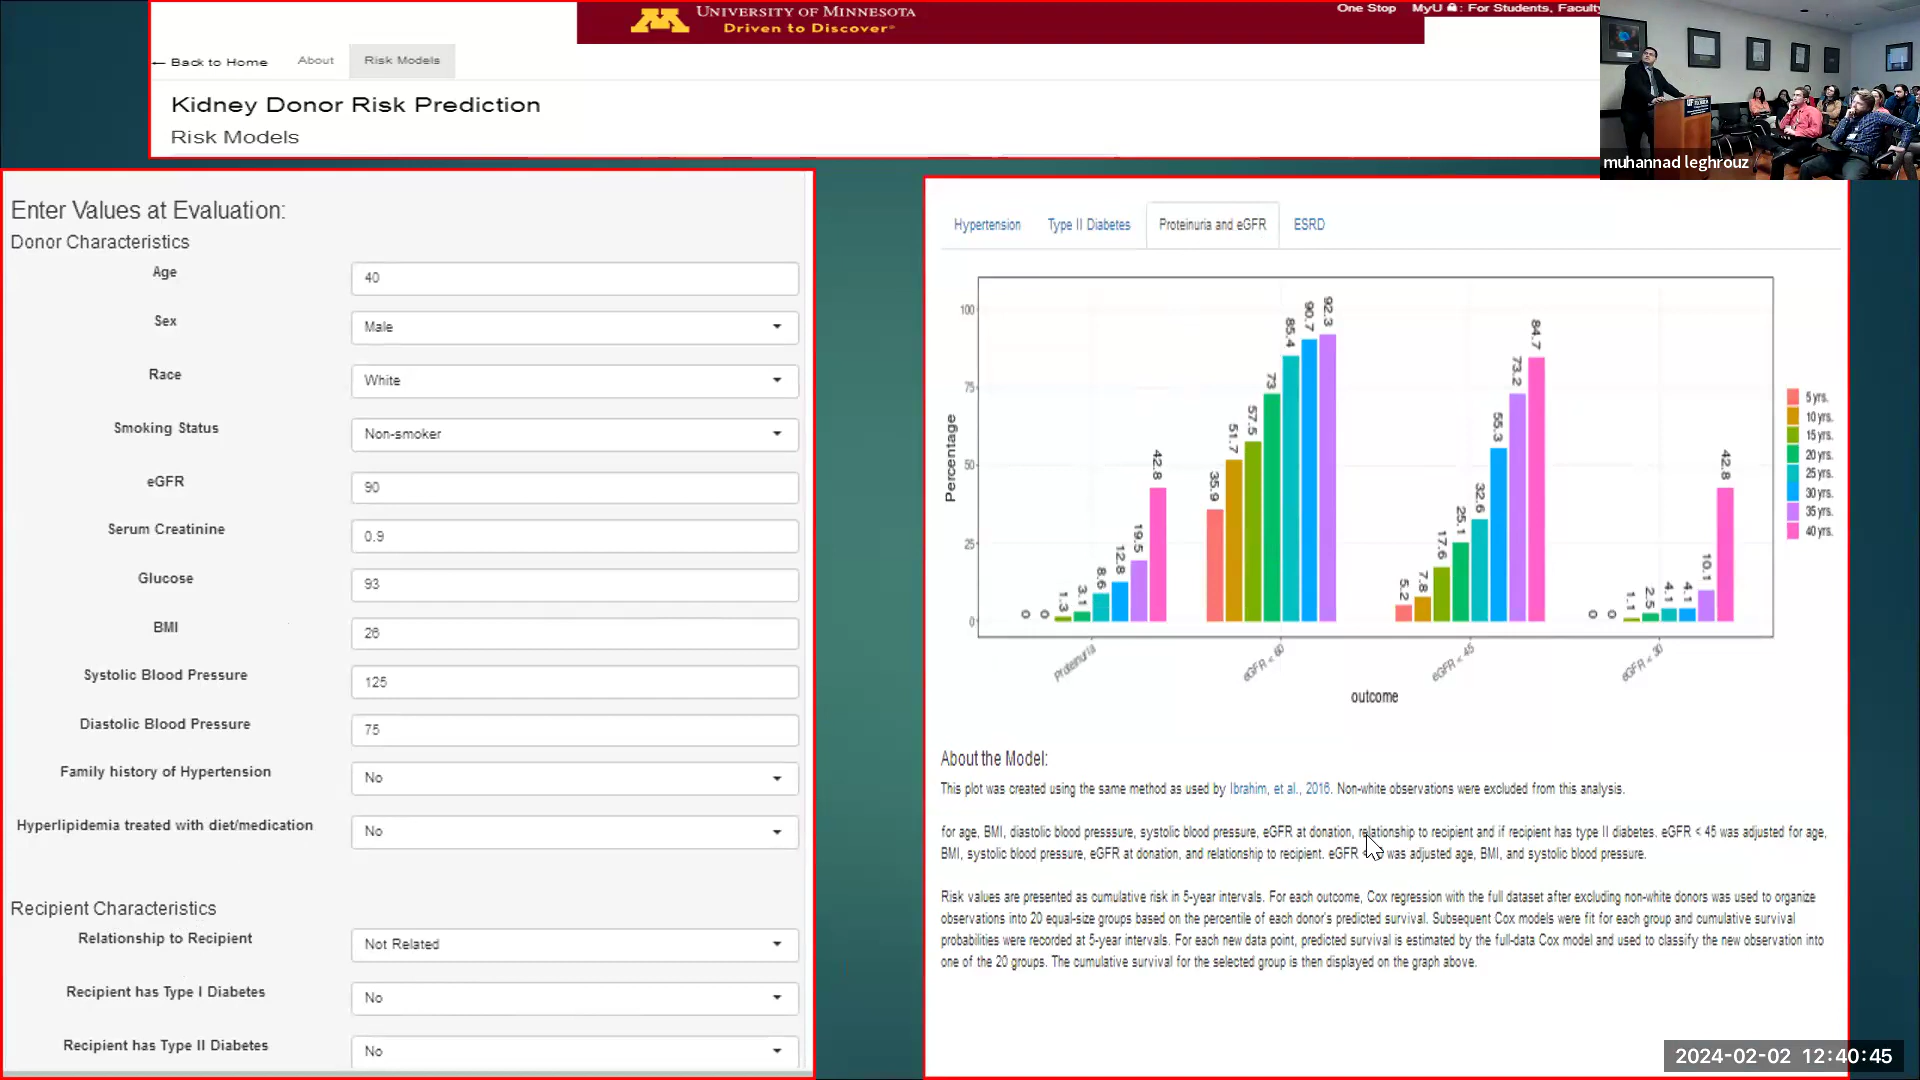 UNIVERSITY OF MINNESOTA
Driven to Discover
One Stop MyU : For Students, Faculty
← Back to Home About Risk Models
Kidney Donor Risk Prediction
Risk Models
muhannad leghrouz
Enter Values at Evaluation:
Donor Characteristics
Age 40
Sex Male
Race White
Smoking Status Non-smoker
eGFR 90
Serum Creatinine 0.9
Glucose 93
BMI 26
Systolic Blood Pressure 125
Diastolic Blood Pressure 75
Family history of Hypertension No
Hyperlipidemia treated with diet/medication No
Recipient Characteristics
Relationship to Recipient Not Related
Recipient has Type I Diabetes No
Recipient has Type II Diabetes No
Hypertension Type II Diabetes Proteinuria and eGFR ESRD
Percentage
100
75
50
25
0
0 0 1.3 3.1 8.6 12.8 19.5 42.8
35.9 51.7 57.5 73 85.4 90.7 92.3
5.2 7.8 17.6 25.1 32.6 55.3 73.2 84.7
0 0 1.1 2.5 4.1 4.1 10.1 42.8
proteinuria eGFR < 60 eGFR < 45 eGFR < 30
outcome
5 yrs.
10 yrs.
15 yrs.
20 yrs.
25 yrs.
30 yrs.
35 yrs.
40 yrs.
About the Model:
This plot was created using the same method as used by Ibrahim, et al., 2016. Non-white observations were excluded from this analysis.
for age, BMI, diastolic blood presssure, systolic blood pressure, eGFR at donation, relationship to recipient and if recipient has type II diabetes. eGFR < 45 was adjusted for age,
BMI, systolic blood pressure, eGFR at donation, and relationship to recipient. eGFR < was adjusted age, BMI, and systolic blood pressure.
Risk values are presented as cumulative risk in 5-year intervals. For each outcome, Cox regression with the full dataset after excluding non-white donors was used to organize
observations into 20 equal-size groups based on the percentile of each donor's predicted survival. Subsequent Cox models were fit for each group and cumulative survival
probabilities were recorded at 5-year intervals. For each new data point, predicted survival is estimated by the full-data Cox model and used to classify the new observation into
one of the 20 groups. The cumulative survival for the selected group is then displayed on the graph above.
2024-02-02 12:40:45